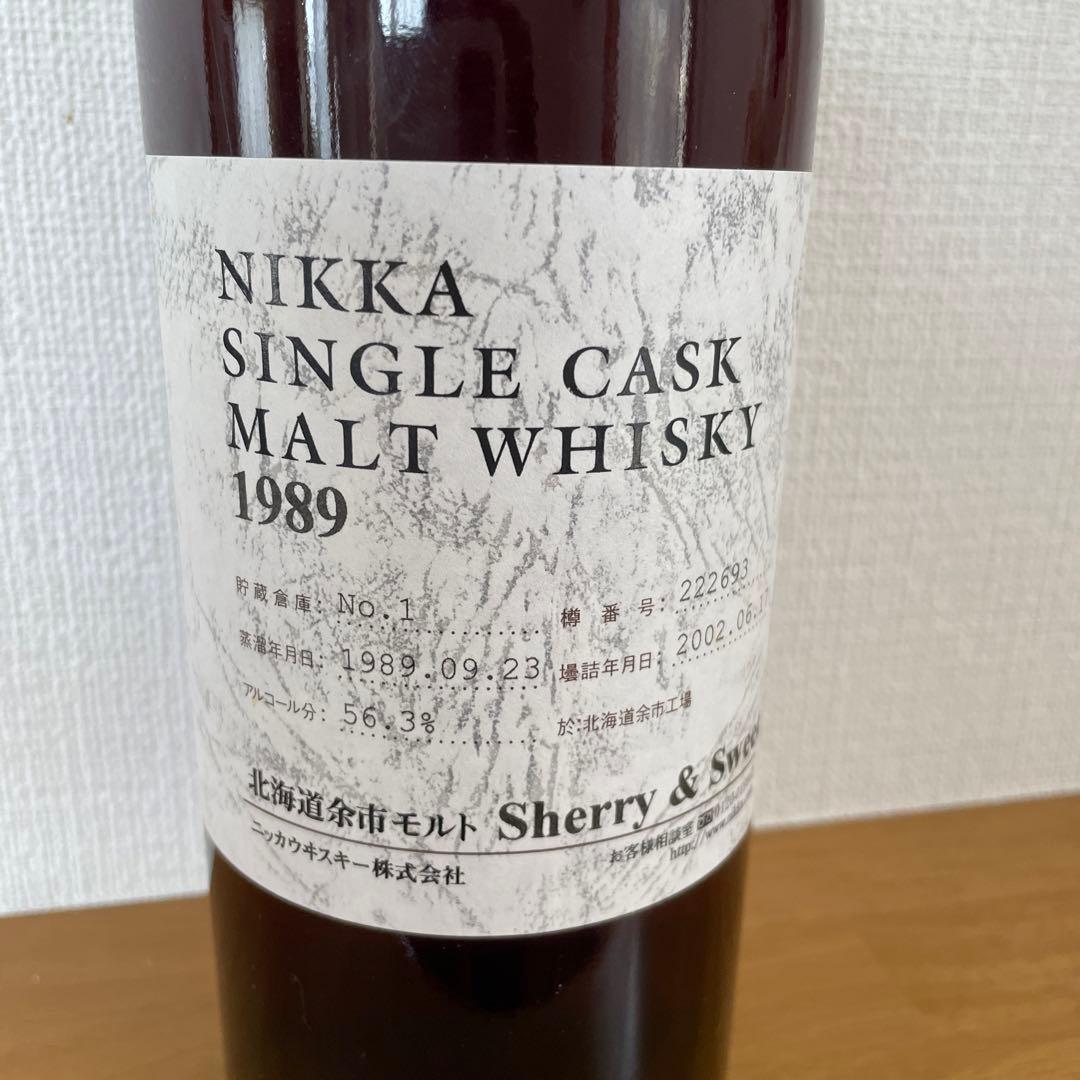 NIKKA
SINGLE CASK
MALT WHISKY
1989
貯蔵倉庫: No.1
樽番号: 222693
蒸溜年月日: 1989.09.23
壜詰年月日: 2002.06.1
アルコール分: 56.3%
於:北海道余市工場
北海道余市モルト Sherry & Swee
ニッカウヰスキー株式会社
お客様相談室
http://www.